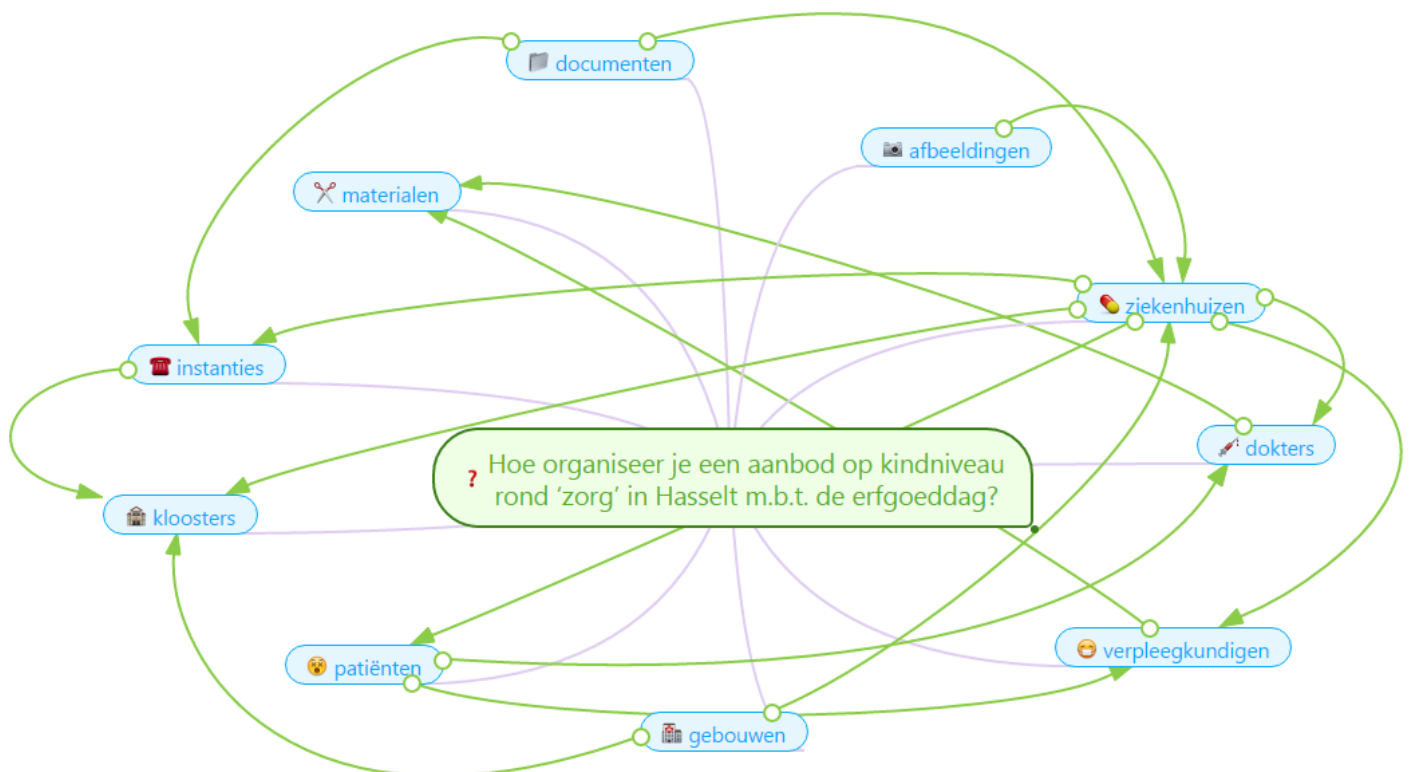 documenten
afbeeldingen
materialen
ziekenhuizen
instanties
dokters
? Hoe organiseer je een aanbod op kindniveau
rond ‘zorg’ in Hasselt m.b.t. de erfgoeddag?
kloosters
patiënten
verpleegkundigen
gebouwen